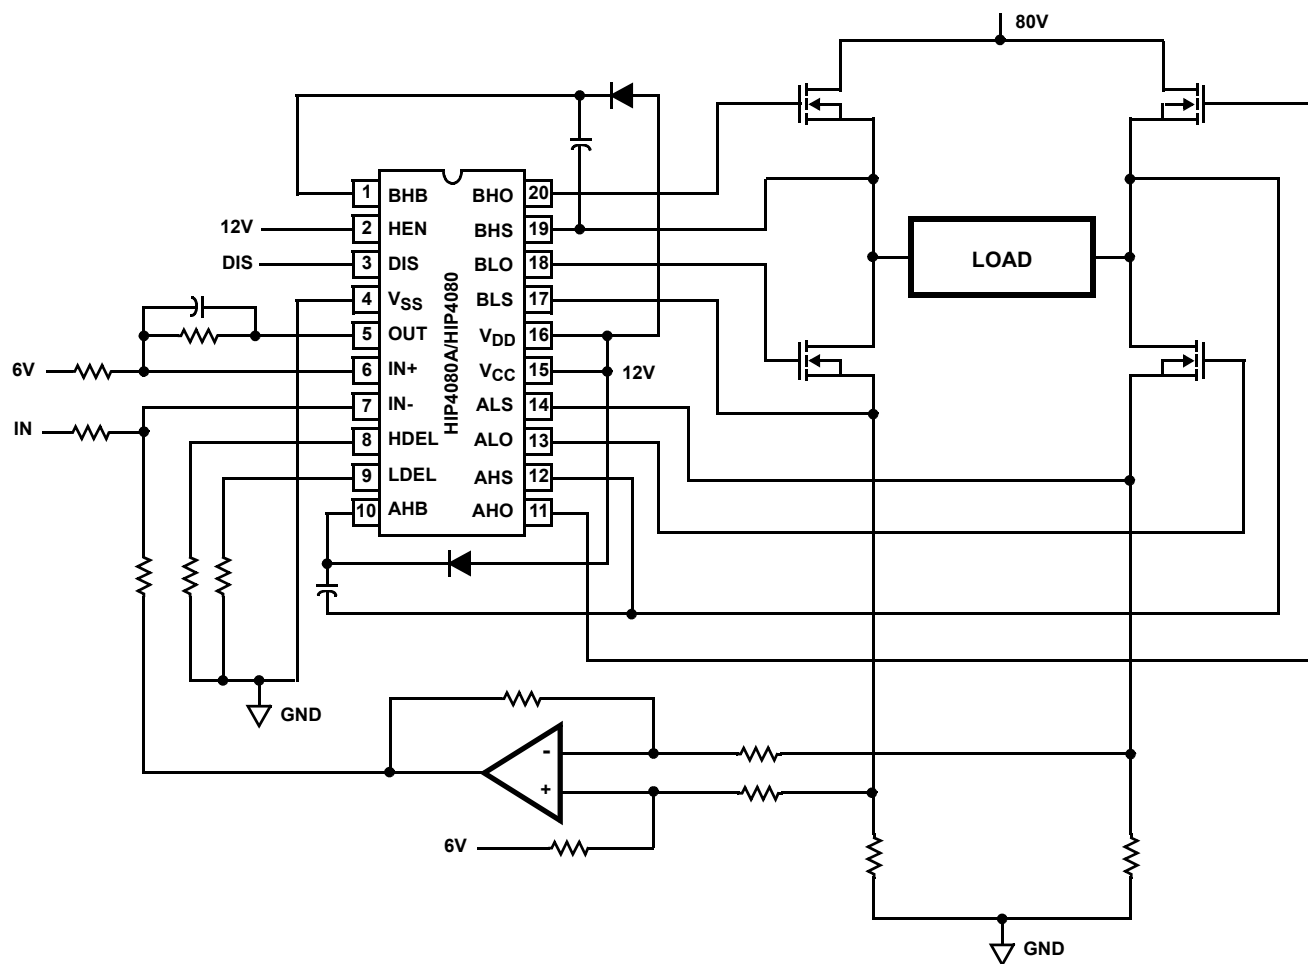 80V
1 BHB BHO 20
12V 2 HEN BHS 19
DIS 3 DIS BLO 18
4 VSS BLS 17
5 OUT VDD 16
6V 6 IN+ VCC 15 12V
IN 7 IN- ALS 14
8 HDEL ALO 13
9 LDEL AHS 12
10 AHB AHO 11
HIP4080A/HIP4080
LOAD
GND
-
+
6V
GND